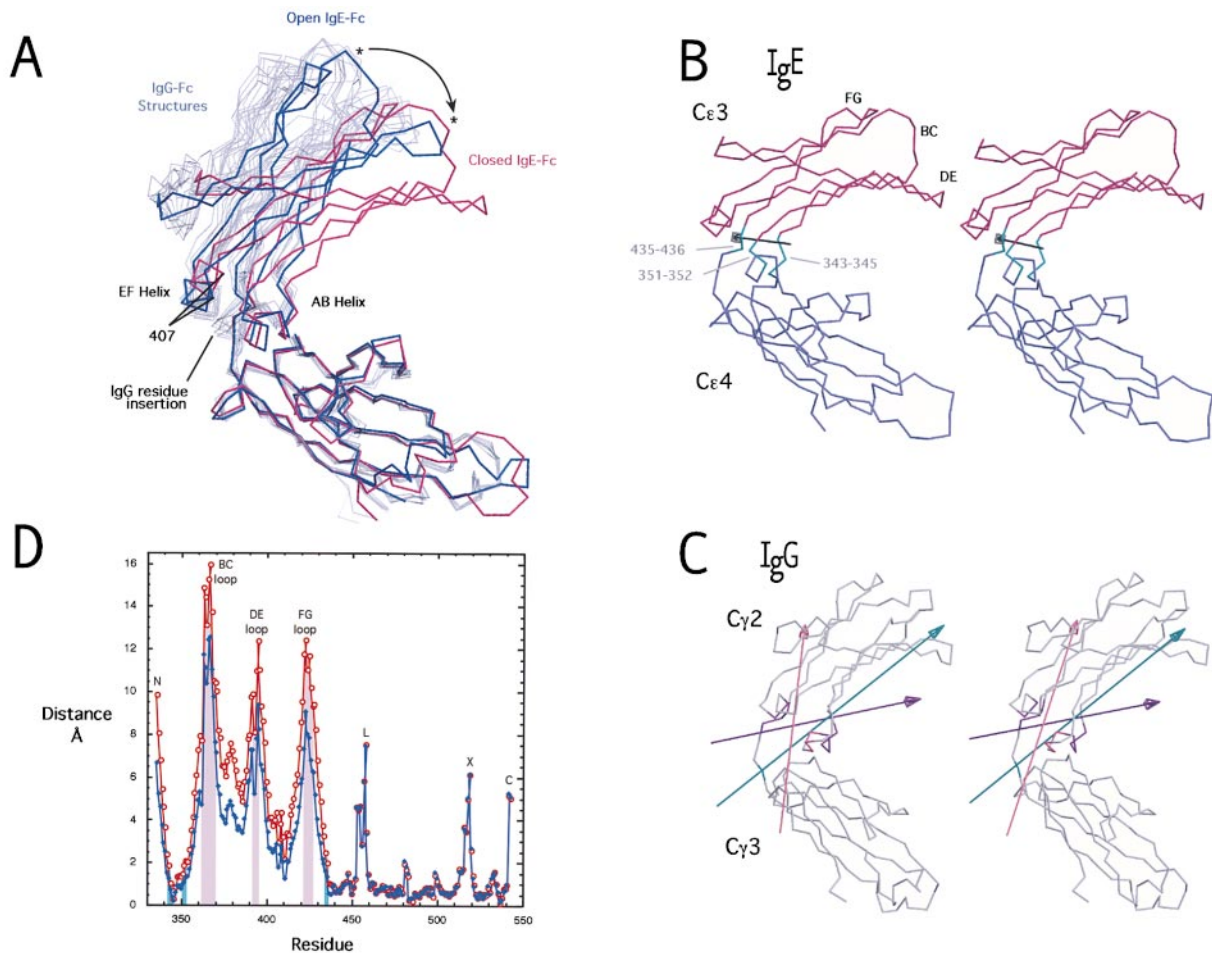 A
Open IgE-Fc
*
*
IgG-Fc
Structures
Closed IgE-Fc
EF Helix
AB Helix
407
IgG residue
insertion
B
IgE
Cε3
FG
BC
DE
435-436
351-352
343-345
Cε4
D
16
14
12
10
8
6
4
2
0
BC
loop
DE
loop
FG
loop
N
L
X
C
Distance
Å
350
400
450
500
550
Residue
C
IgG
Cγ2
Cγ3